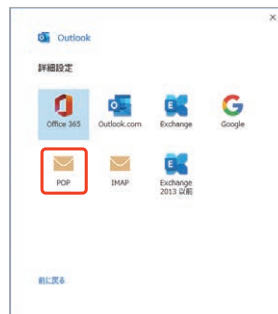 Outlook
詳細設定
Office 365
Outlook.com
Exchange
Google
POP
IMAP
Exchange
2013 以前
前に戻る